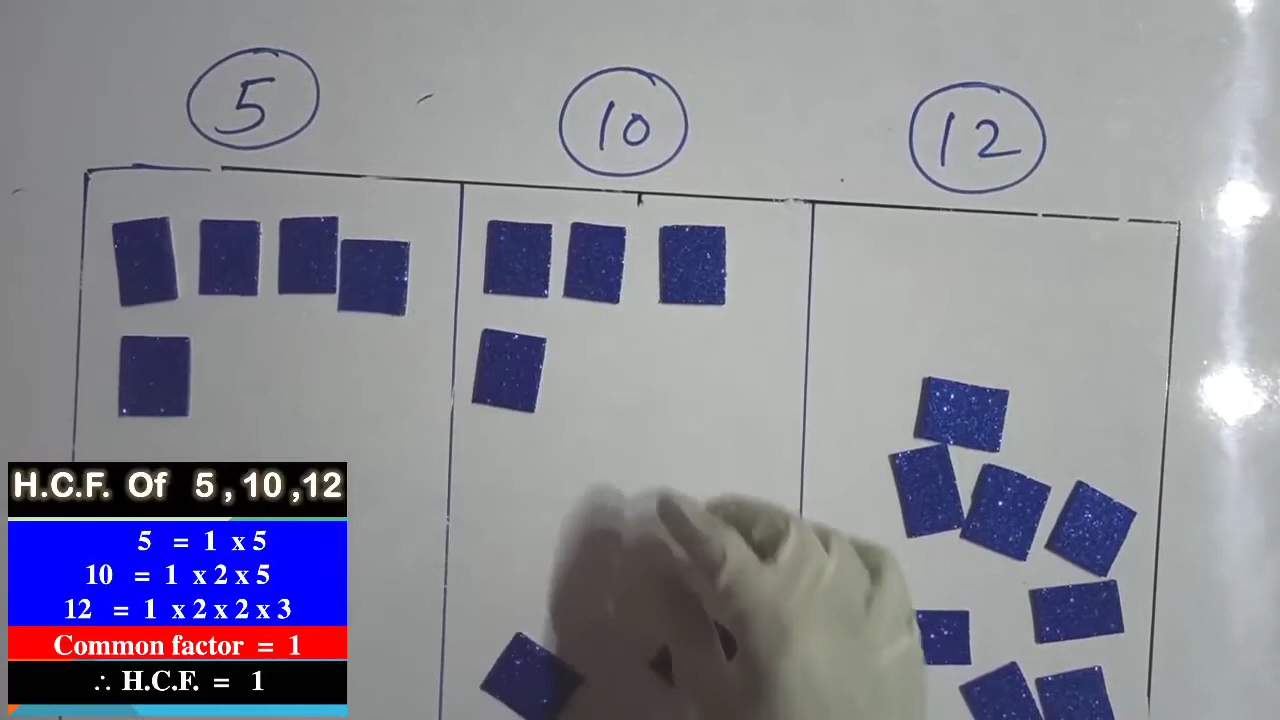 5
10
12
H.C.F. Of 5 , 10 ,12
5 = 1 x 5
10 = 1 x 2 x 5
12 = 1 x 2 x 2 x 3
Common factor = 1
∴ H.C.F. = 1